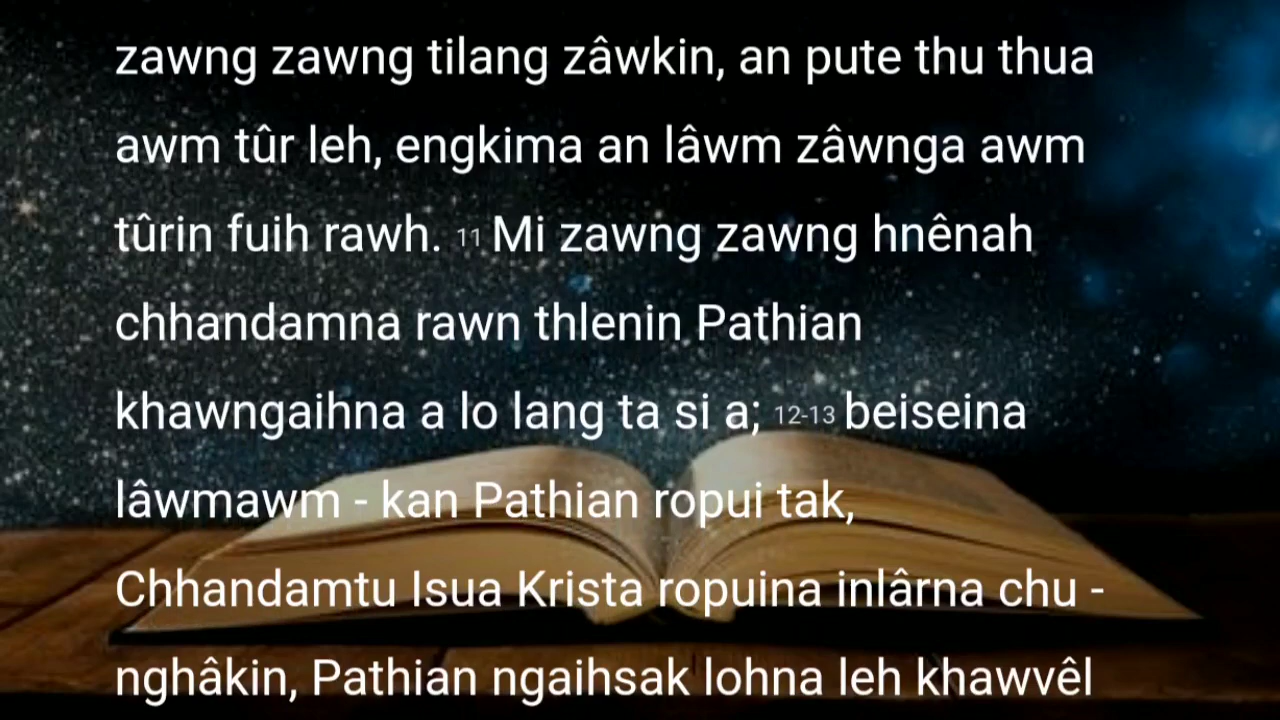 zawng zawng tilang zâwkin, an pute thu thua
awm tûr leh, engkima an lâwm zâwnga awm
tûrin fuih rawh. 11 Mi zawng zawng hnênah
chhandamna rawn thlenin Pathian
khawngaihna a lo lang ta si a; 12-13 beiseina
lâwmawm - kan Pathian ropui tak,
Chhandamtu Isua Krista ropuina inlârna chu -
nghâkin, Pathian ngaihsak lohna leh khawvêl